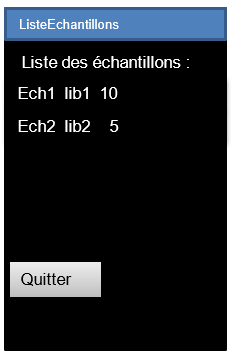 ListeEchantillons
Liste des échantillons :
Ech1 lib1 10
Ech2 lib2 5
Quitter